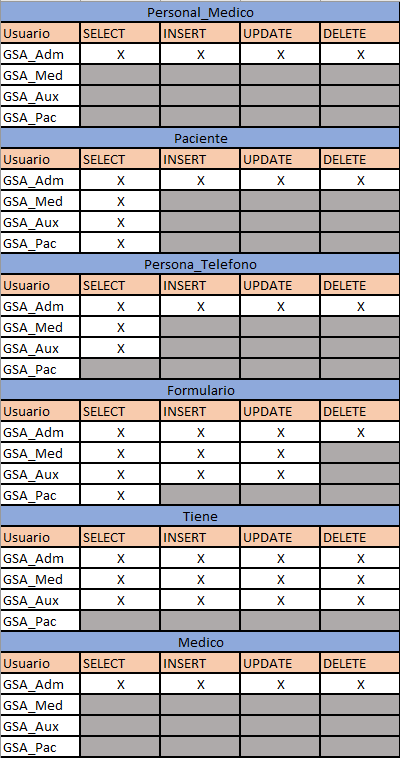 Personal_Medico
Usuario SELECT INSERT UPDATE DELETE
GSA_Adm X X X X
GSA_Med
GSA_Aux
GSA_Pac
Paciente
Usuario SELECT INSERT UPDATE DELETE
GSA_Adm X X X X
GSA_Med X
GSA_Aux X
GSA_Pac X
Persona_Telefono
Usuario SELECT INSERT UPDATE DELETE
GSA_Adm X X X X
GSA_Med X
GSA_Aux X
GSA_Pac
Formulario
Usuario SELECT INSERT UPDATE DELETE
GSA_Adm X X X X
GSA_Med X X X
GSA_Aux X X X
GSA_Pac X
Tiene
Usuario SELECT INSERT UPDATE DELETE
GSA_Adm X X X X
GSA_Med X X X X
GSA_Aux X X X X
GSA_Pac
Medico
Usuario SELECT INSERT UPDATE DELETE
GSA_Adm X X X X
GSA_Med
GSA_Aux
GSA_Pac